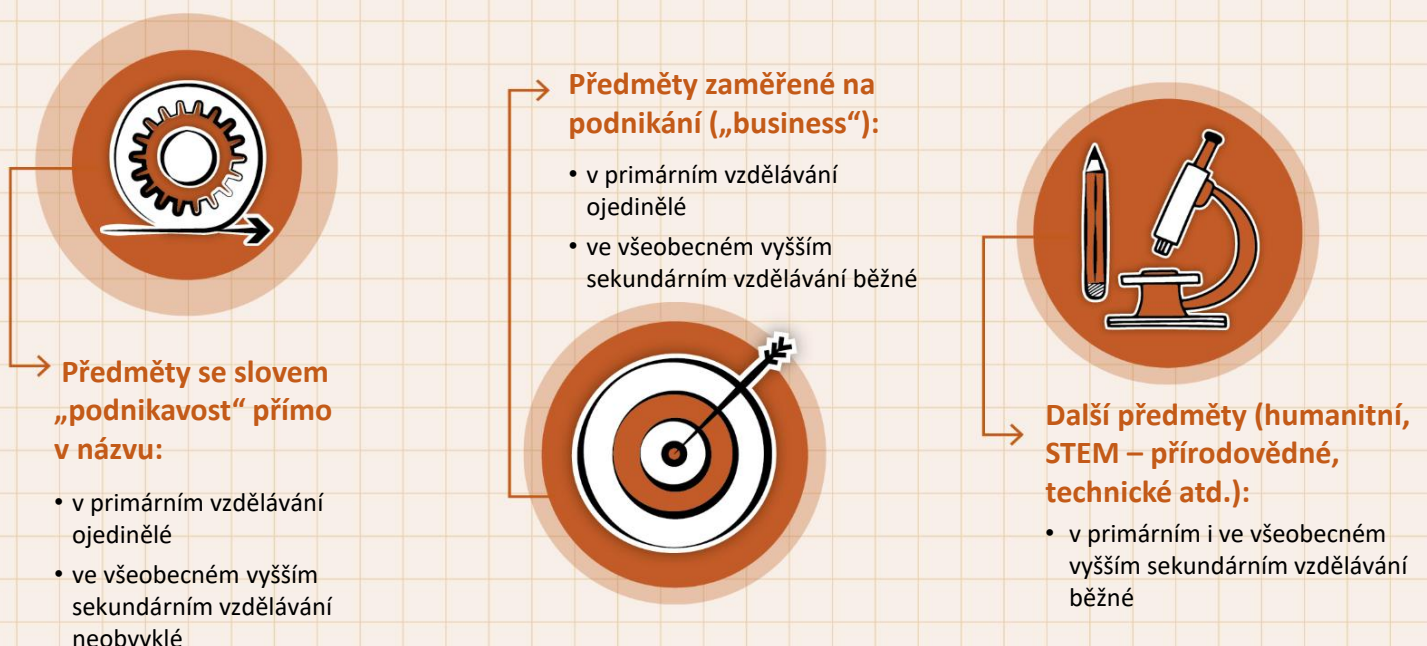 Předměty se slovem
„podnikavost“ přímo
v názvu:
• v primárním vzdělávání
ojedinělé
• ve všeobecném vyšším
sekundárním vzdělávání
neobvyklé
Předměty zaměřené na
podnikání („business“):
• v primárním vzdělávání
ojedinělé
• ve všeobecném vyšším
sekundárním vzdělávání běžné
Další předměty (humanitní,
STEM – přírodovědné,
technické atd.):
• v primárním i ve všeobecném
vyšším sekundárním vzdělávání
běžné